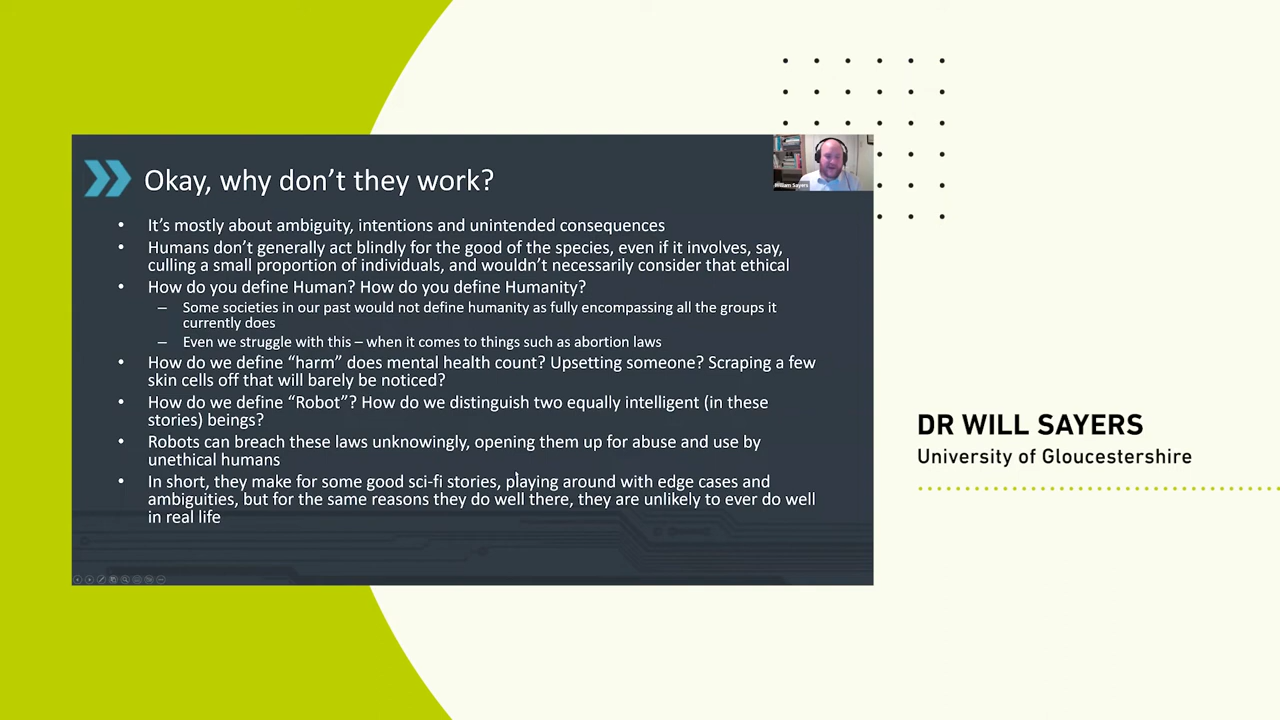 Okay, why don't they work?
William Sayers
• It's mostly about ambiguity, intentions and unintended consequences
• Humans don't generally act blindly for the good of the species, even if it involves, say,
culling a small proportion of individuals, and wouldn't necessarily consider that ethical
• How do you define Human? How do you define Humanity?
– Some societies in our past would not define humanity as fully encompassing all the groups it
currently does
– Even we struggle with this – when it comes to things such as abortion laws
• How do we define “harm” does mental health count? Upsetting someone? Scraping a few
skin cells off that will barely be noticed?
• How do we define “Robot”? How do we distinguish two equally intelligent (in these
stories) beings?
• Robots can breach these laws unknowingly, opening them up for abuse and use by
unethical humans
• In short, they make for some good sci-fi stories, playing around with edge cases and
ambiguities, but for the same reasons they do well there, they are unlikely to ever do well
in real life
DR WILL SAYERS
University of Gloucestershire